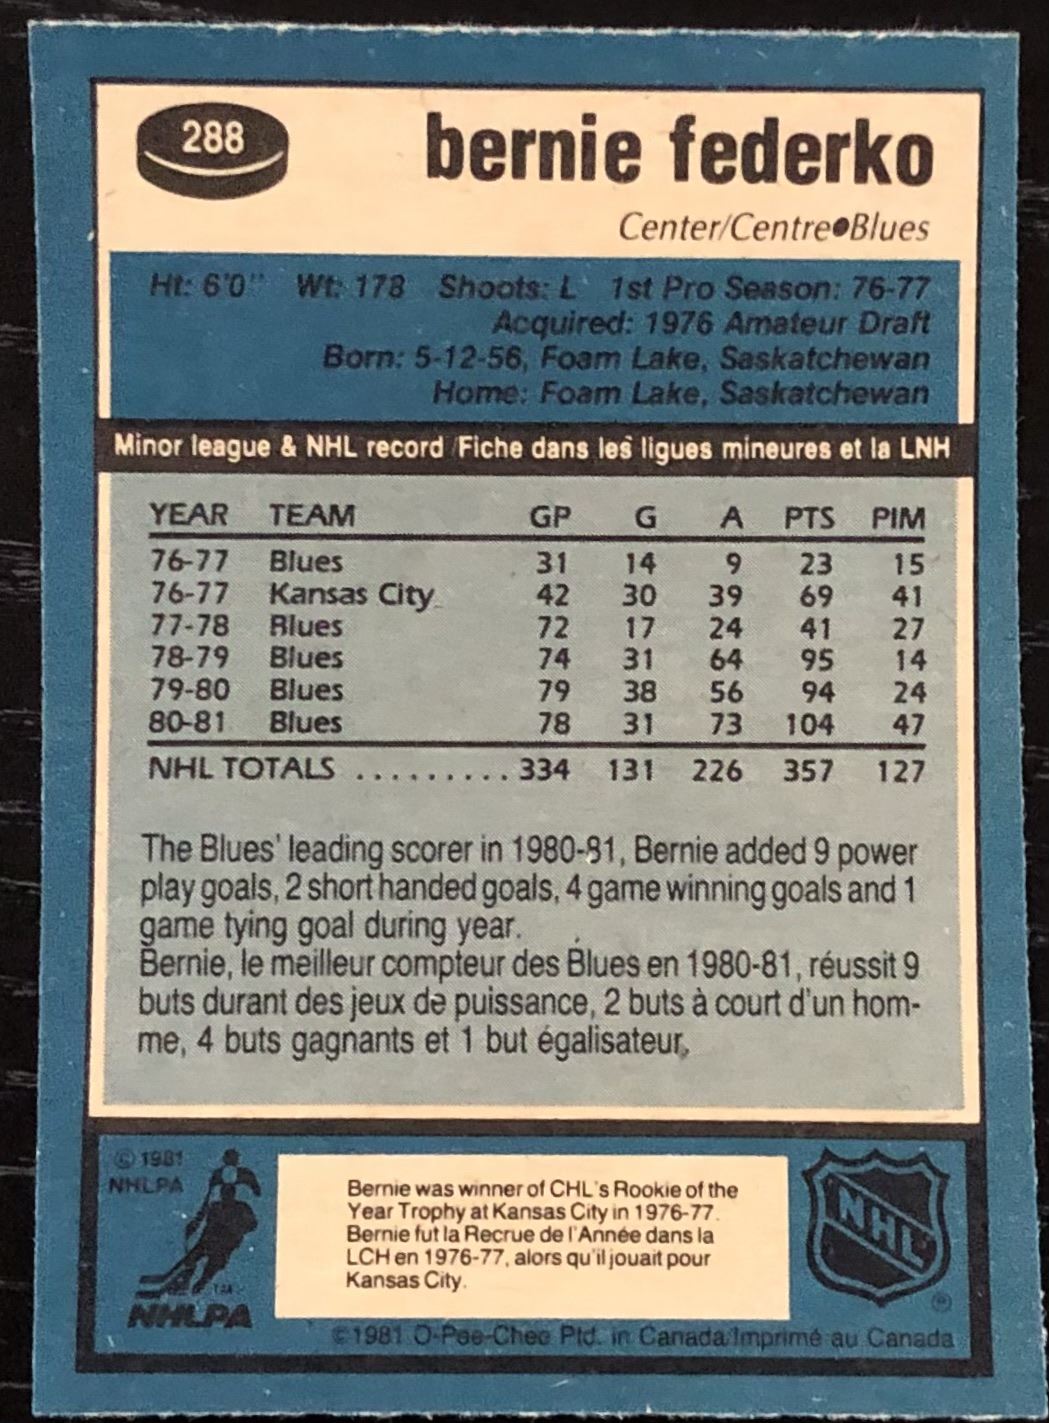 288
bernie federko
Center/Centre●Blues
Ht: 6'0" Wt: 178 Shoots: L 1st Pro Season: 76-77
Acquired: 1976 Amateur Draft
Born: 5-12-56, Foam Lake, Saskatchewan
Home: Foam Lake, Saskatchewan
Minor league & NHL record/Fiche dans les ligues mineures et la LNH
YEAR TEAM GP G A PTS PIM
76-77 Blues 31 14 9 23 15
76-77 Kansas City 42 30 39 69 41
77-78 Blues 72 17 24 41 27
78-79 Blues 74 31 64 95 14
79-80 Blues 79 38 56 94 24
80-81 Blues 78 31 73 104 47
NHL TOTALS ......... 334 131 226 357 127
The Blues' leading scorer in 1980-81, Bernie added 9 power
play goals, 2 short handed goals, 4 game winning goals and 1
game tying goal during year.
Bernie, le meilleur compteur des Blues en 1980-81, réussit 9
buts durant des jeux de puissance, 2 buts à court d'un hom-
me, 4 buts gagnants et 1 but égalisateur.
© 1981
NHLPA
NHLPA
Bernie was winner of CHL's Rookie of the
Year Trophy at Kansas City in 1976-77.
Bernie fut la Recrue de l'Année dans la
LCH en 1976-77, alors qu'il jouait pour
Kansas City.
NHL
®
© 1981 O-Pee-Chee Ptd. in Canada/Imprimé au Canada